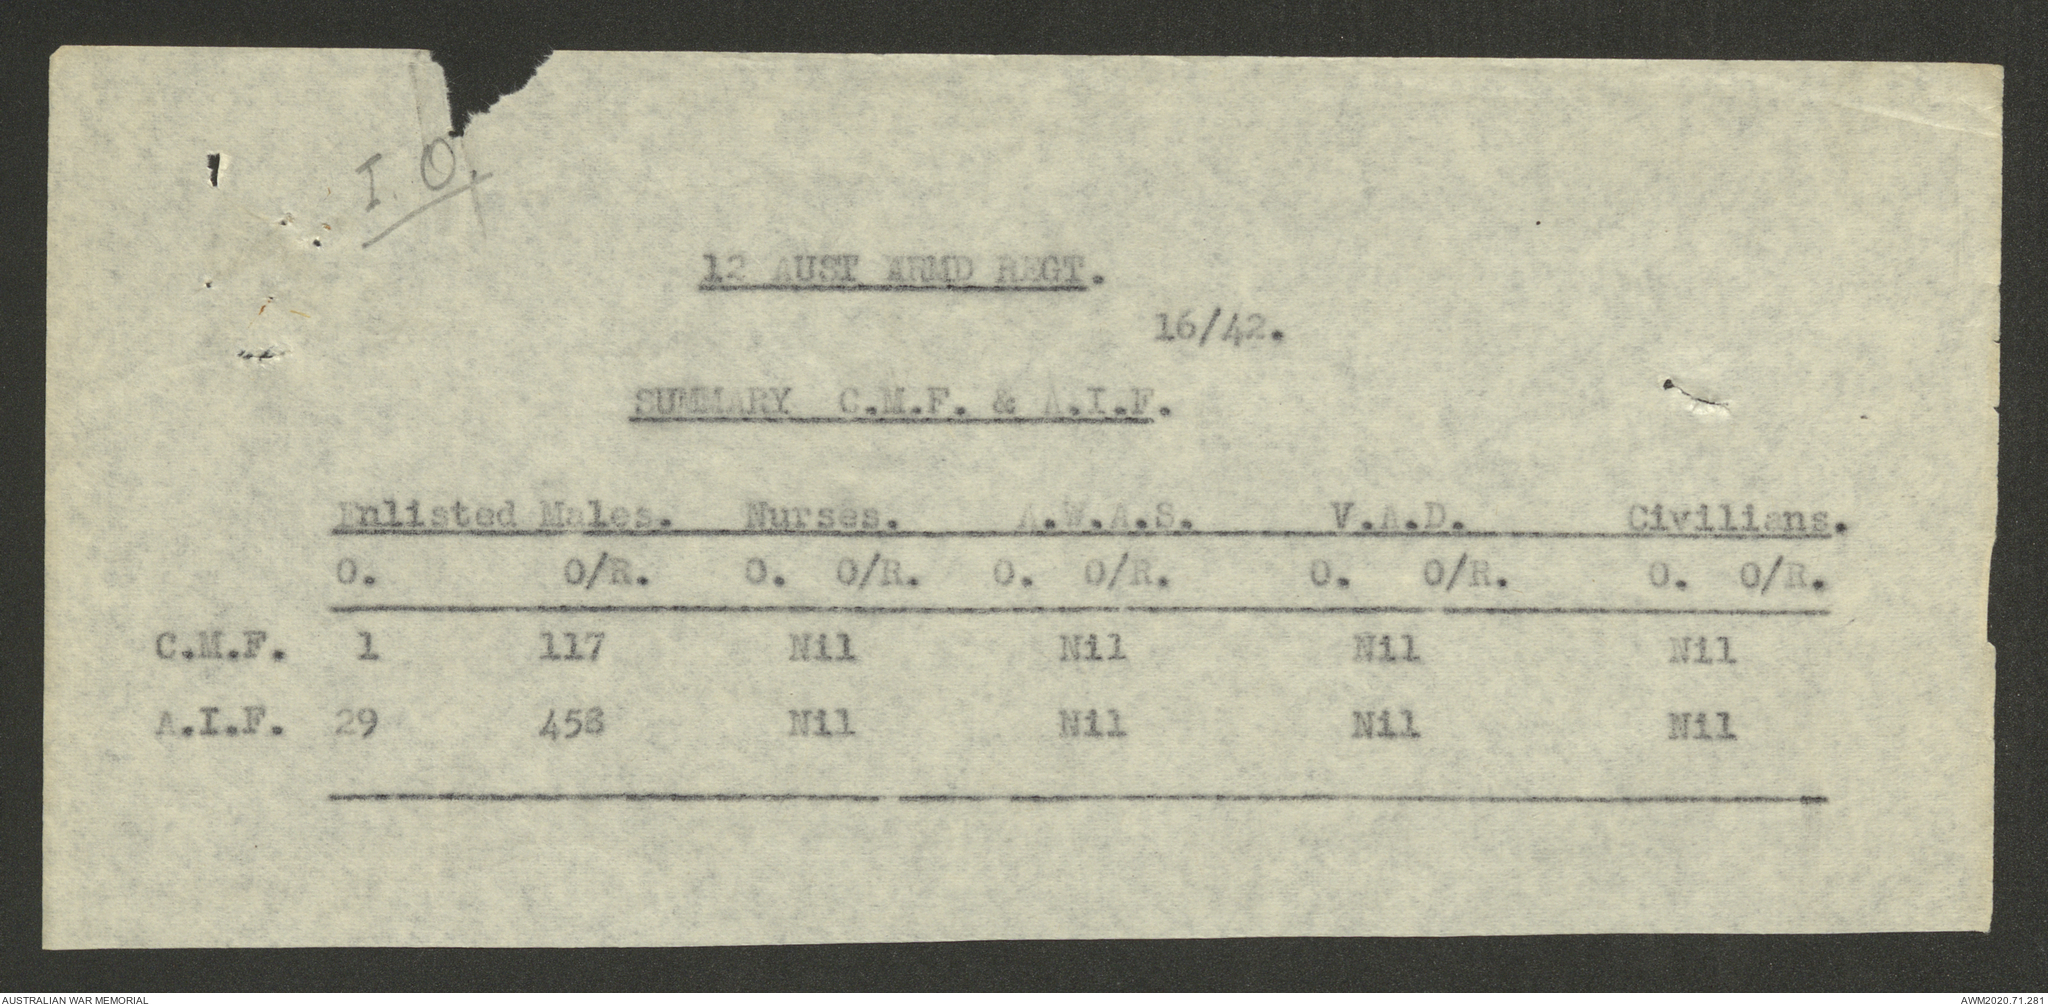 I.O.
12 AUST ARMD REGT.
16/42.
SUMMARY C.M.F. & A.I.F.
Enlisted Males. Nurses. A.W.A.S. V.A.D. Civilians.
O. O/R. O. O/R. O. O/R. O. O/R. O. O/R.
C.M.F. 1 117 Nil Nil Nil Nil
A.I.F. 29 458 Nil Nil Nil Nil
AUSTRALIAN WAR MEMORIAL
AWM2020.71.281